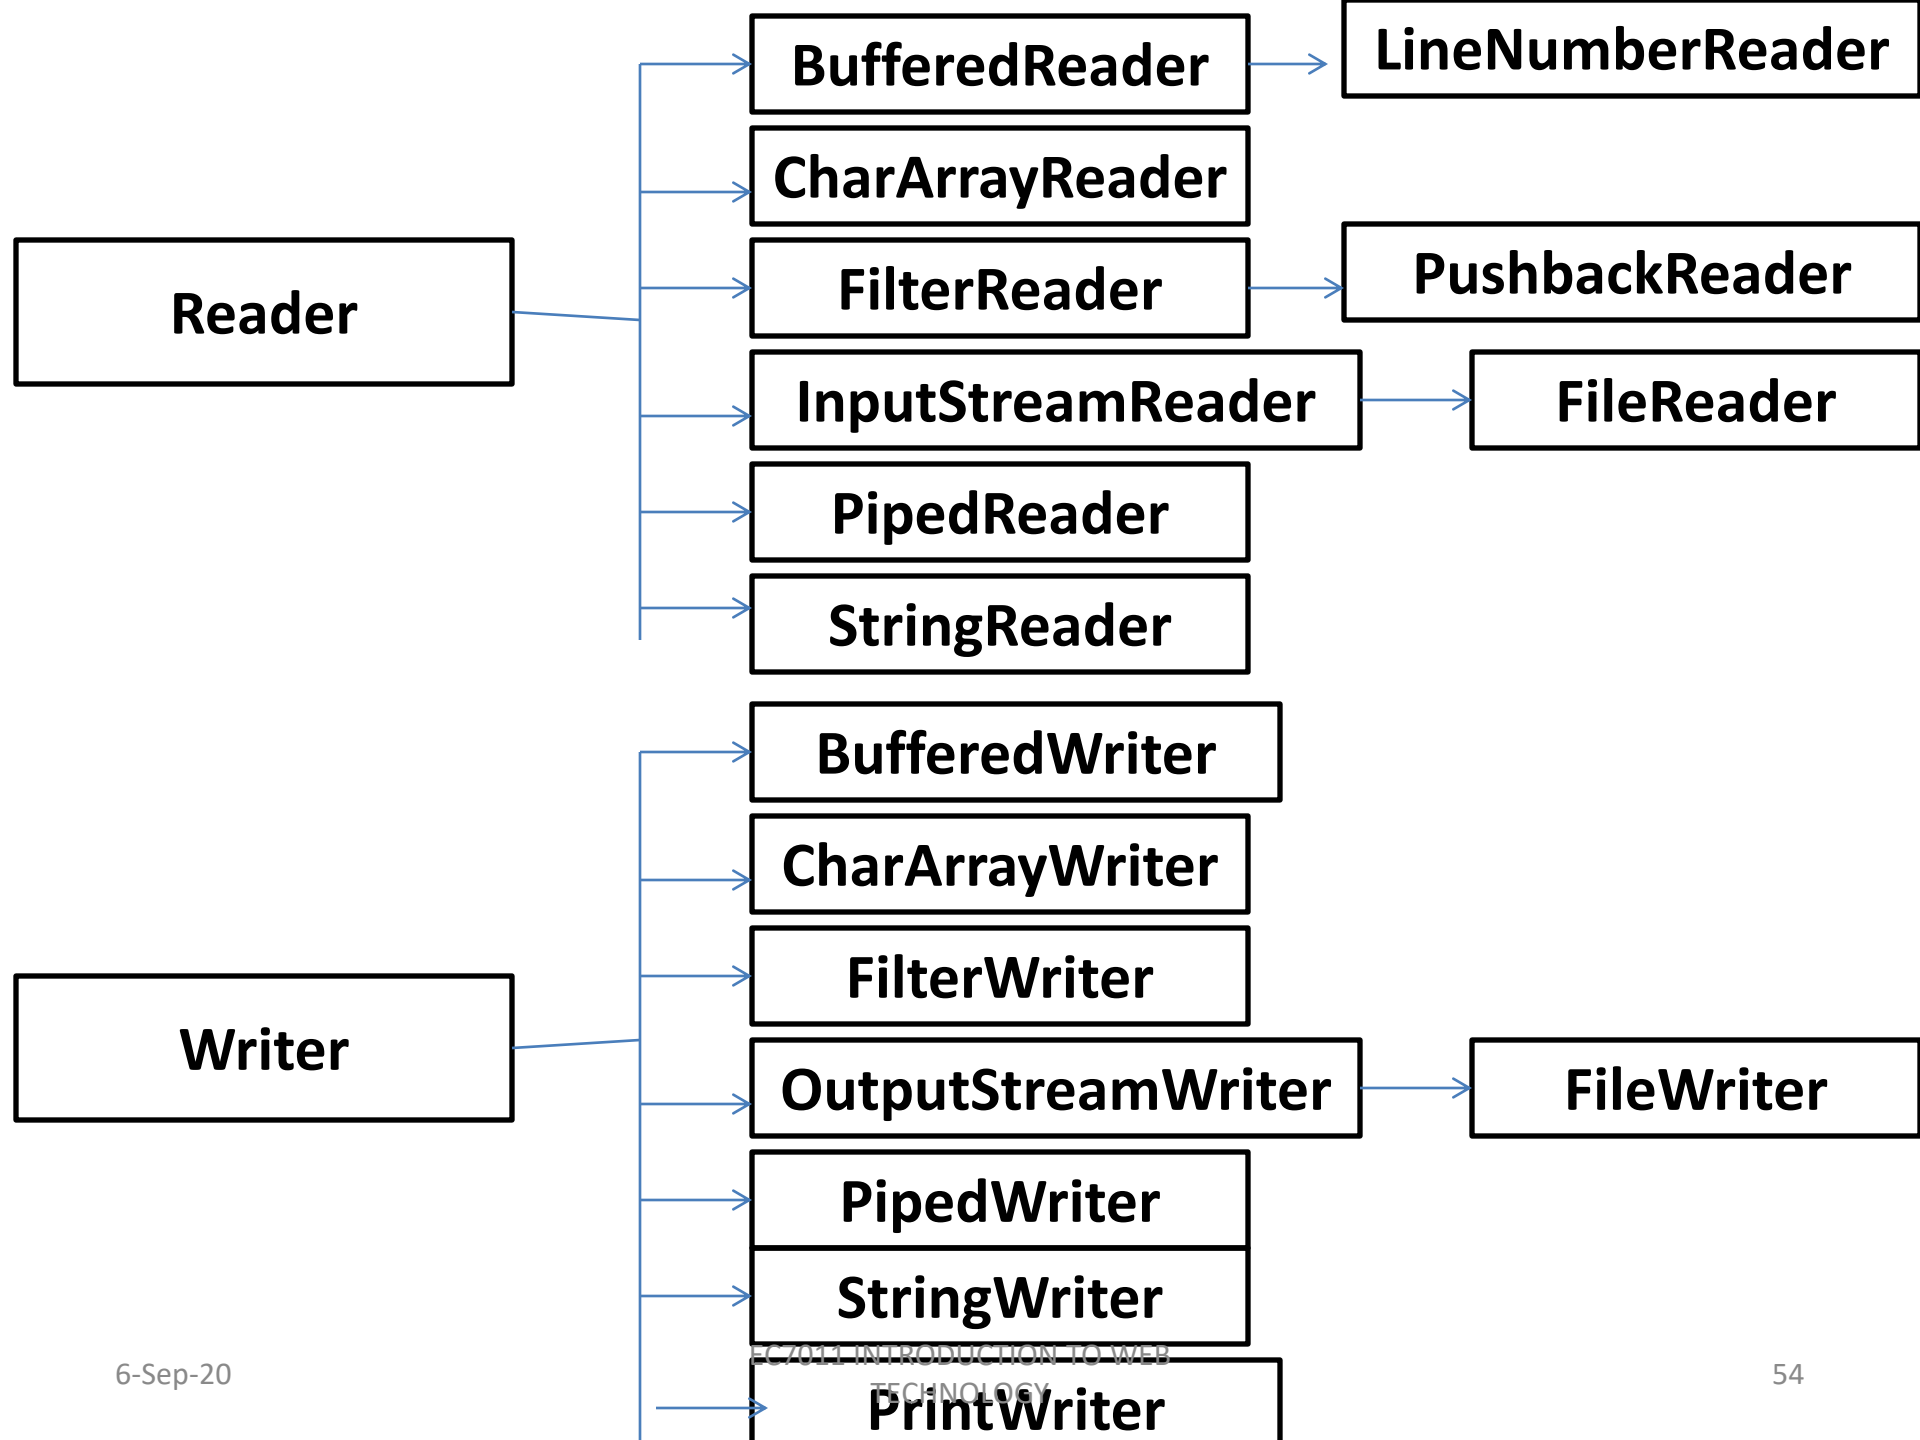 BufferedReader
LineNumberReader
CharArrayReader
Reader
FilterReader
PushbackReader
InputStreamReader
FileReader
PipedReader
StringReader
BufferedWriter
CharArrayWriter
FilterWriter
Writer
OutputStreamWriter
FileWriter
PipedWriter
StringWriter
PrintWriter
6-Sep-20
EC7011 INTRODUCTION TO WEB
TECHNOLOGY
54